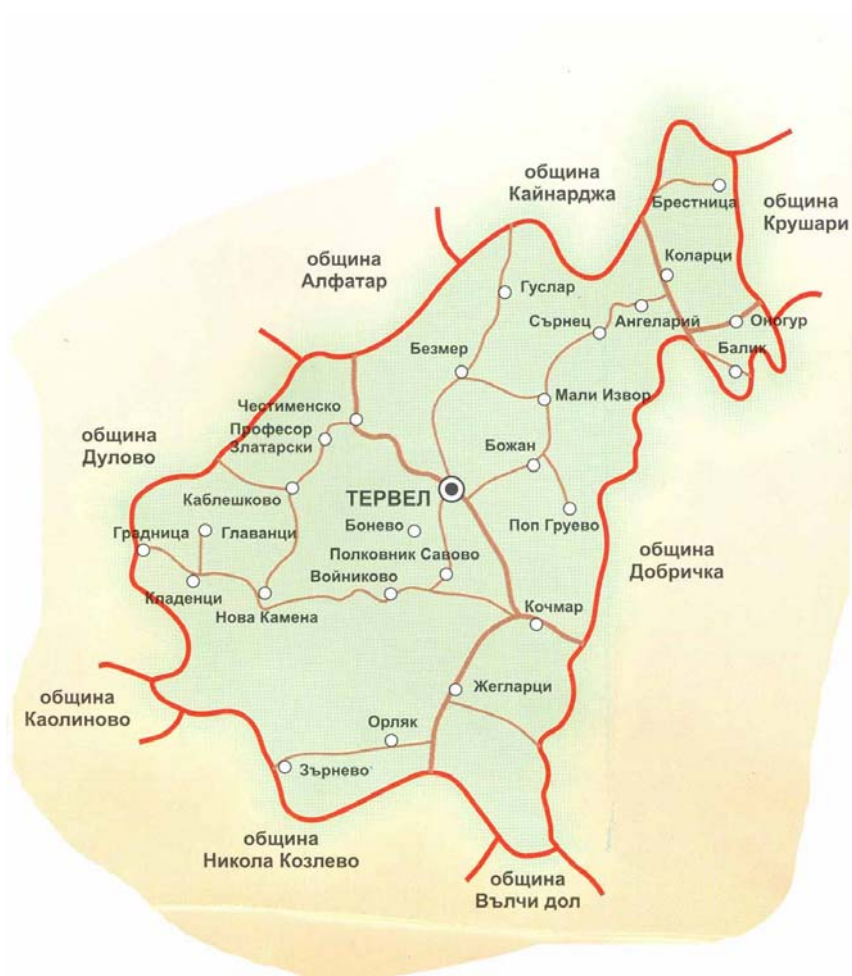 община
Кайнарджа
Брестница
община
Крушари
община
Алфатар
Коларци
Гуслар
Сърнец
Ангеларий
Оногур
Балик
Безмер
Мали Извор
Честименско
Професор
Златарски
община
Дулово
Божан
Каблешково
ТЕРВЕЛ
Градница
Главанци
Бонево
Поп Груево
Полковник Савово
община
Добричка
Войниково
Кладенци
Нова Камена
Кочмар
община
Каолиново
Жегларци
Орляк
Зърнево
община
Никола Козлево
община
Вълчи дол